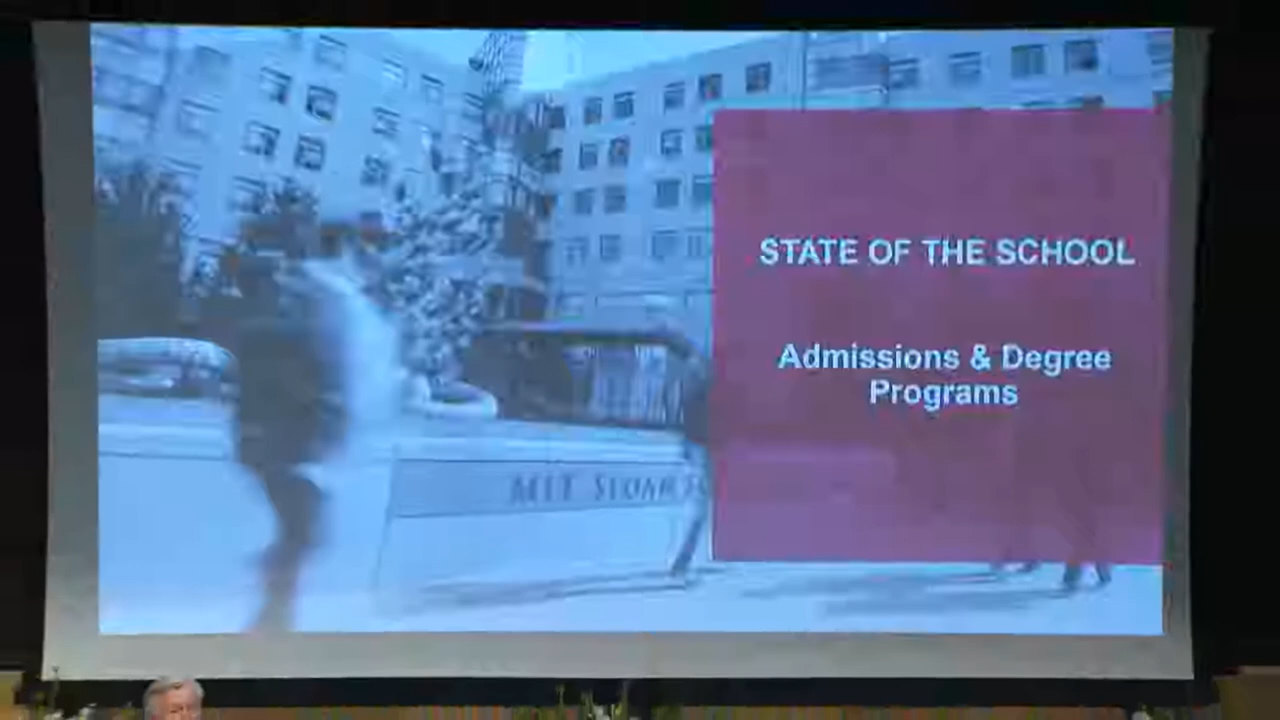 STATE OF THE SCHOOL
Admissions & Degree
Programs
MIT SLOAN